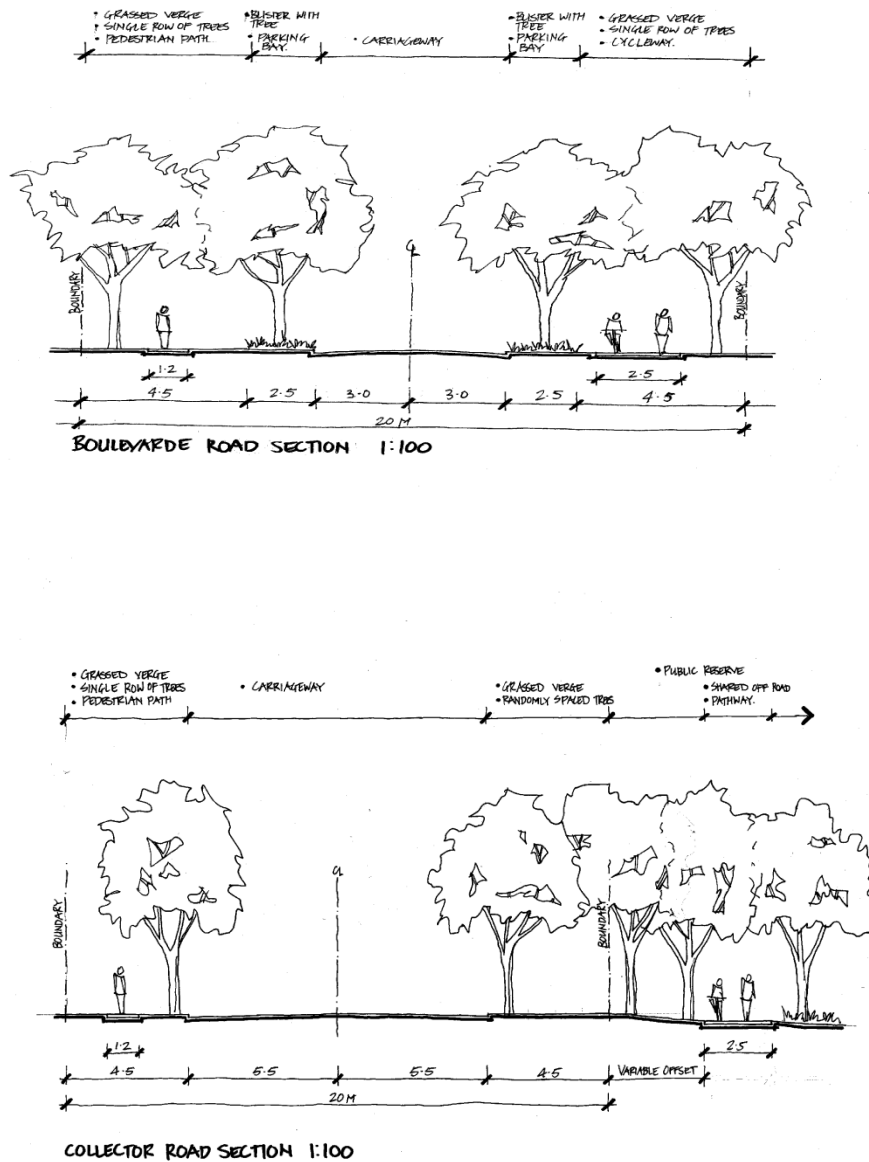 • GRASSED VERGE
• SINGLE ROW OF TREES
• PEDESTRIAN PATH
• BLISTER WITH
TREE
• PARKING
BAY.
• CARRIAGEWAY
• BLISTER WITH
TREE
• PARKING
BAY
• GRASSED VERGE
• SINGLE ROW OF TREES
• CYCLEWAY.
BOUNDARY
BOUNDARY
1.2
2.5
4.5
2.5
3.0
3.0
2.5
4.5
20 M
BOULEVARDE ROAD SECTION 1:100
• GRASSED VERGE
• SINGLE ROW OF TREES
• PEDESTRIAN PATH
• CARRIAGEWAY
• GRASSED VERGE
• RANDOMLY SPACED TREES
• PUBLIC RESERVE
• SHARED OFF ROAD
• PATHWAY.
BOUNDARY
BOUNDARY
1.2
2.5
4.5
5.5
5.5
4.5
VARIABLE OFFSET
20M
COLLECTOR ROAD SECTION 1:100